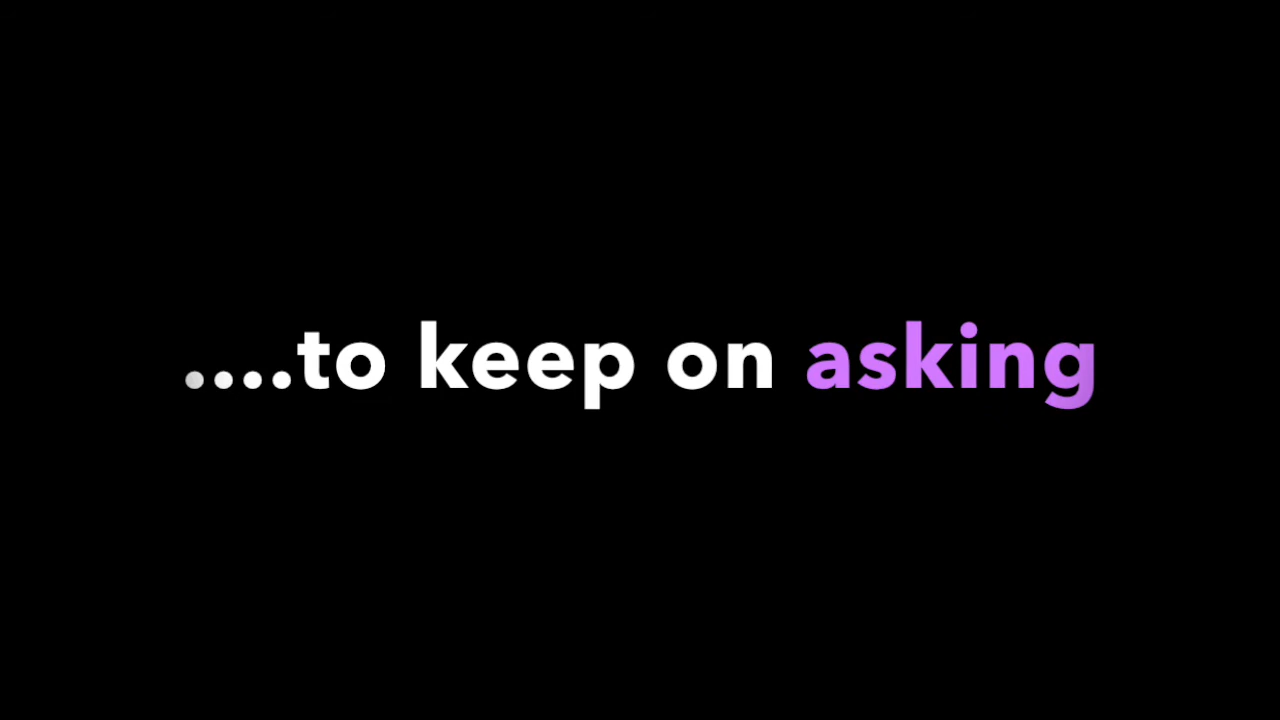 ....to keep on asking